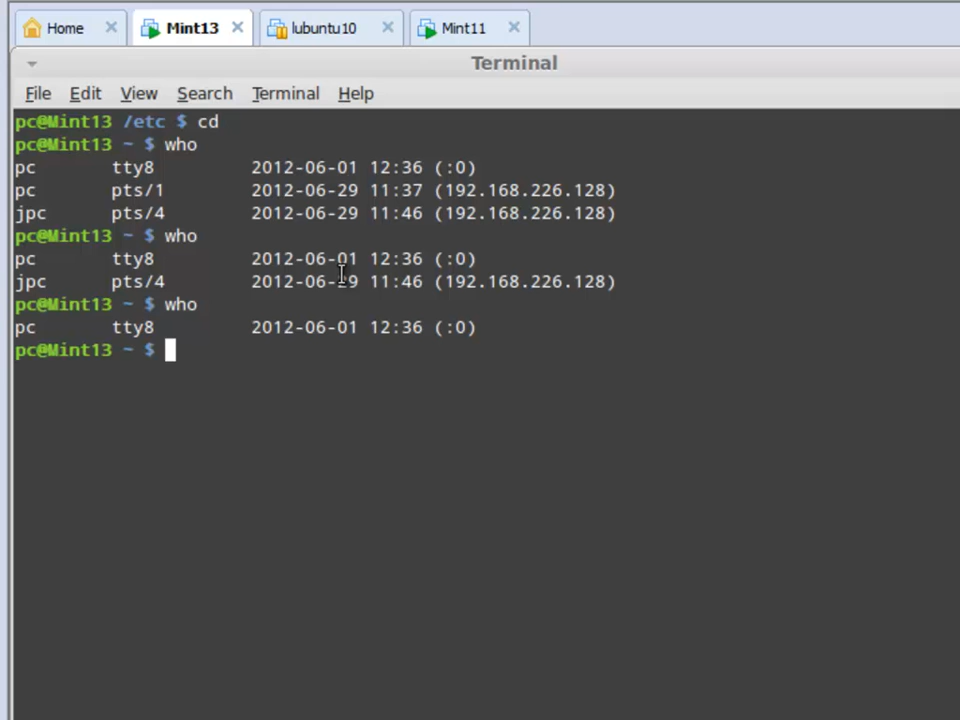 Home Mint13 lubuntu10 Mint11
Terminal
File Edit View Search Terminal Help
pc@Mint13 /etc $ cd
pc@Mint13 ~ $ who
pc tty8 2012-06-01 12:36 (:0)
pc pts/1 2012-06-29 11:37 (192.168.226.128)
jpc pts/4 2012-06-29 11:46 (192.168.226.128)
pc@Mint13 ~ $ who
pc tty8 2012-06-01 12:36 (:0)
jpc pts/4 2012-06-29 11:46 (192.168.226.128)
pc@Mint13 ~ $ who
pc tty8 2012-06-01 12:36 (:0)
pc@Mint13 ~ $